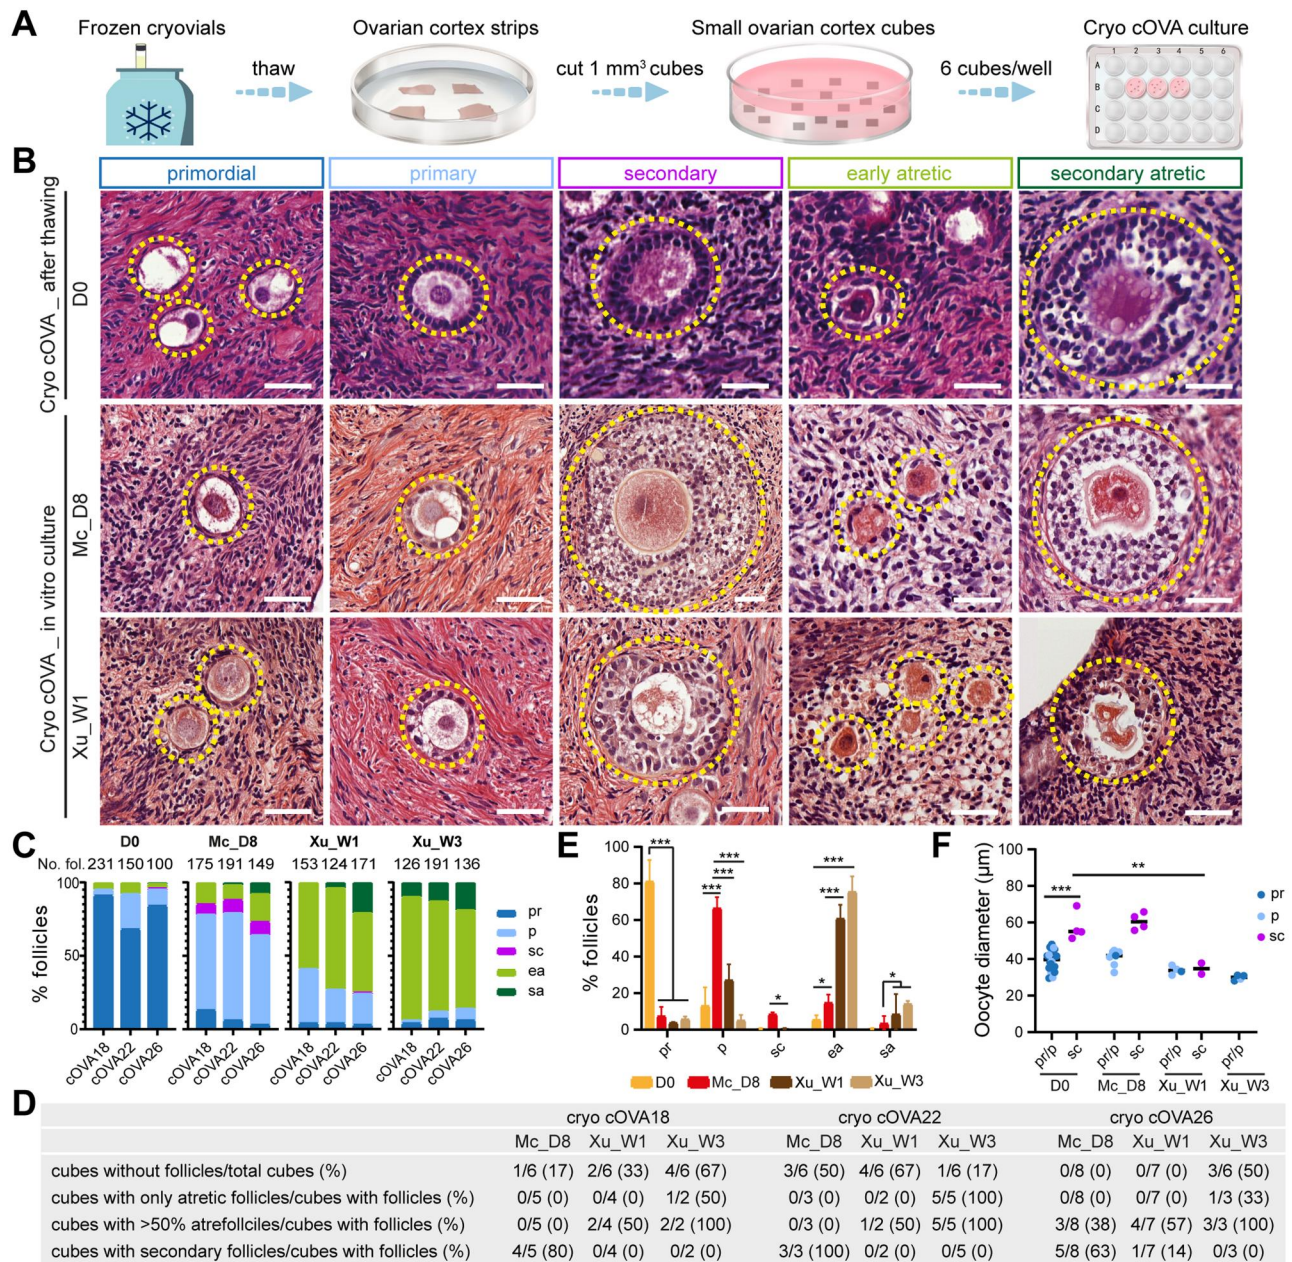 A
Frozen cryovials
Ovarian cortex strips
Small ovarian cortex cubes
Cryo cOVA culture
thaw
cut 1 mm³ cubes
6 cubes/well
1 2 3 4 5 6
A
B
C
D
B
primordial
primary
secondary
early atretic
secondary atretic
Cryo cOVA_ after thawing
D0
Cryo cOVA_ in vitro culture
Mc_D8
Xu_W1
C
D0 Mc_D8 Xu_W1 Xu_W3
No. fol. 231 150 100 175 191 149 153 124 171 126 191 136
% follicles
100
50
0
cOVA18 cOVA22 cOVA26 cOVA18 cOVA22 cOVA26 cOVA18 cOVA22 cOVA26 cOVA18 cOVA22 cOVA26
pr
p
sc
ea
sa
E
% follicles
100
80
60
40
20
0
***
***
***
***
*
*
***
***
*
pr p sc ea sa
D0 Mc_D8 Xu_W1 Xu_W3
F
Oocyte diameter (µm)
100
80
60
40
20
0
***
**
pr/p sc pr/p sc pr/p sc pr/p
D0 Mc_D8 Xu_W1 Xu_W3
pr
p
sc
D
cryo cOVA18 cryo cOVA22 cryo cOVA26
Mc_D8 Xu_W1 Xu_W3 Mc_D8 Xu_W1 Xu_W3 Mc_D8 Xu_W1 Xu_W3
cubes without follicles/total cubes (%) 1/6 (17) 2/6 (33) 4/6 (67) 3/6 (50) 4/6 (67) 1/6 (17) 0/8 (0) 0/7 (0) 3/6 (50)
cubes with only atretic follicles/cubes with follicles (%) 0/5 (0) 0/4 (0) 1/2 (50) 0/3 (0) 0/2 (0) 5/5 (100) 0/8 (0) 0/7 (0) 1/3 (33)
cubes with >50% atrefollciles/cubes with follicles (%) 0/5 (0) 2/4 (50) 2/2 (100) 0/3 (0) 1/2 (50) 5/5 (100) 3/8 (38) 4/7 (57) 3/3 (100)
cubes with secondary follicles/cubes with follicles (%) 4/5 (80) 0/4 (0) 0/2 (0) 3/3 (100) 0/2 (0) 0/5 (0) 5/8 (63) 1/7 (14) 0/3 (0)